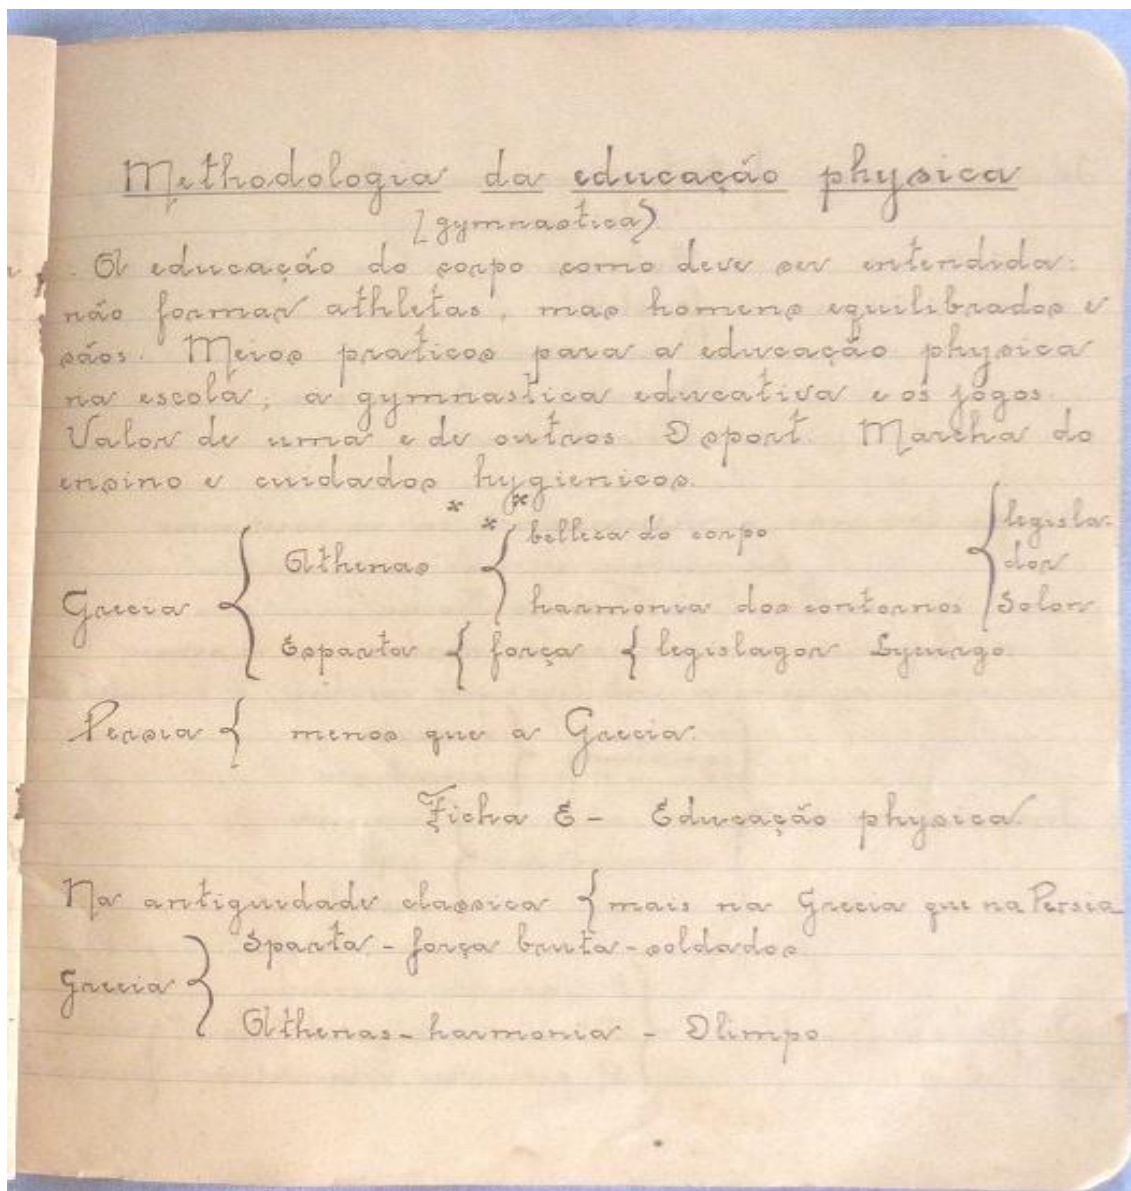 Methodologia da educação physica
(gymnastica)
A educação do corpo como deve ser entendida:
não formar athletas, mas homens equilibrados e
sãos. Meios praticos para a educação physica
na escola; a gymnastica educativa e os jogos.
Valor de uma e de outros. O sport. Marcha do
ensino e cuidados hygienicos.
Grecia { Athenas { belleza do corpo
harmonia dos contornos { legisla-
dor
Solon
Esparta { força { legislagor Lycurgo
Persia { menos que a Grecia.
Ficha E - Educação physica
Na antiguidade classica { mais na Grecia que na Persia
Grecia { Sparta - força bruta - soldados
Athenas - harmonia - Olimpo